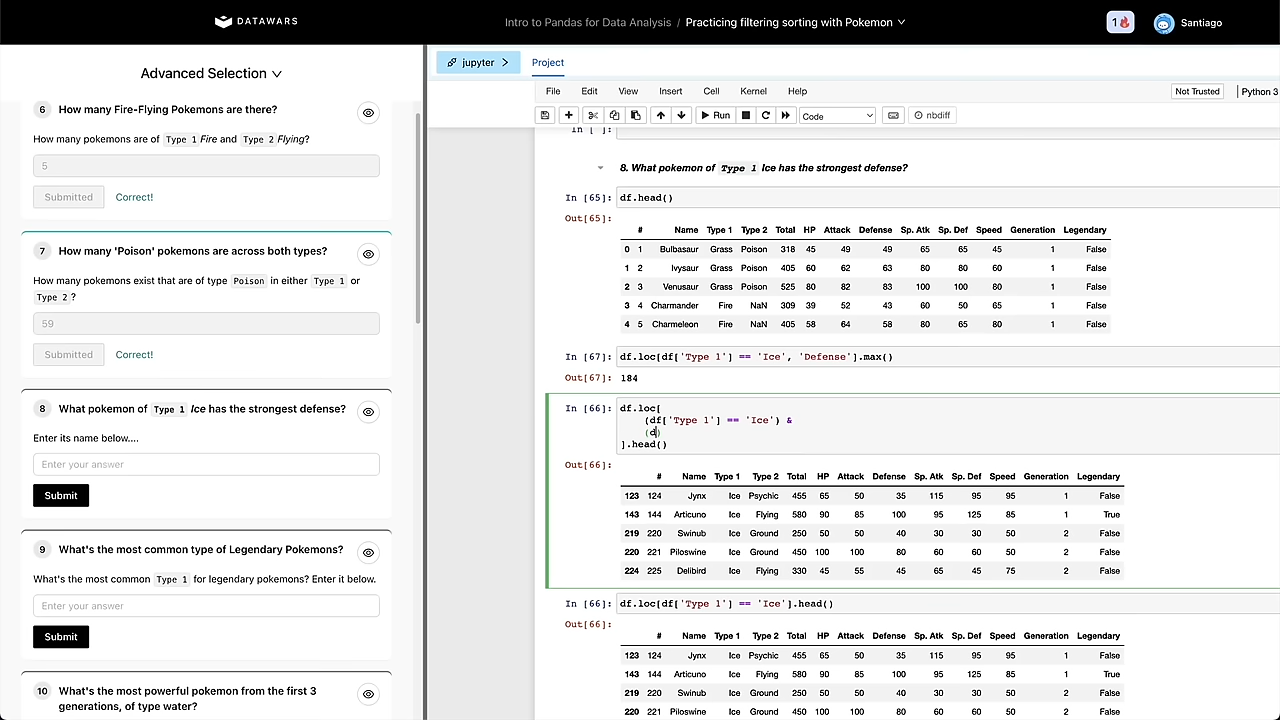 DATAWARS
Intro to Pandas for Data Analysis / Practicing filtering sorting with Pokemon
1
Santiago
Advanced Selection
6 How many Fire-Flying Pokemons are there?
How many pokemons are of Type 1 Fire and Type 2 Flying?
5
Submitted Correct!
7 How many 'Poison' pokemons are across both types?
How many pokemons exist that are of type Poison in either Type 1 or
Type 2 ?
59
Submitted Correct!
8 What pokemon of Type 1 Ice has the strongest defense?
Enter its name below....
Enter your answer
Submit
9 What's the most common type of Legendary Pokemons?
What's the most common Type 1 for legendary pokemons? Enter it below.
Enter your answer
Submit
10 What's the most powerful pokemon from the first 3
generations, of type water?
jupyter Project
File Edit View Insert Cell Kernel Help
Not Trusted Python 3
Run Code nbdiff
In [ ]:
8. What pokemon of Type 1 Ice has the strongest defense?
In [65]: df.head()
Out[65]:
# Name Type 1 Type 2 Total HP Attack Defense Sp. Atk Sp. Def Speed Generation Legendary
0 1 Bulbasaur Grass Poison 318 45 49 49 65 65 45 1 False
1 2 Ivysaur Grass Poison 405 60 62 63 80 80 60 1 False
2 3 Venusaur Grass Poison 525 80 82 83 100 100 80 1 False
3 4 Charmander Fire NaN 309 39 52 43 60 50 65 1 False
4 5 Charmeleon Fire NaN 405 58 64 58 80 65 80 1 False
In [67]: df.loc[df['Type 1'] == 'Ice', 'Defense'].max()
Out[67]: 184
In [66]: df.loc[
(df['Type 1'] == 'Ice') &
(d)
].head()
Out[66]:
# Name Type 1 Type 2 Total HP Attack Defense Sp. Atk Sp. Def Speed Generation Legendary
123 124 Jynx Ice Psychic 455 65 50 35 115 95 95 1 False
143 144 Articuno Ice Flying 580 90 85 100 95 125 85 1 True
219 220 Swinub Ice Ground 250 50 50 40 30 30 50 2 False
220 221 Piloswine Ice Ground 450 100 100 80 60 60 50 2 False
224 225 Delibird Ice Flying 330 45 55 45 65 45 75 2 False
In [66]: df.loc[df['Type 1'] == 'Ice'].head()
Out[66]:
# Name Type 1 Type 2 Total HP Attack Defense Sp. Atk Sp. Def Speed Generation Legendary
123 124 Jynx Ice Psychic 455 65 50 35 115 95 95 1 False
143 144 Articuno Ice Flying 580 90 85 100 95 125 85 1 True
219 220 Swinub Ice Ground 250 50 50 40 30 30 50 2 False
220 221 Piloswine Ice Ground 450 100 100 80 60 60 50 2 False